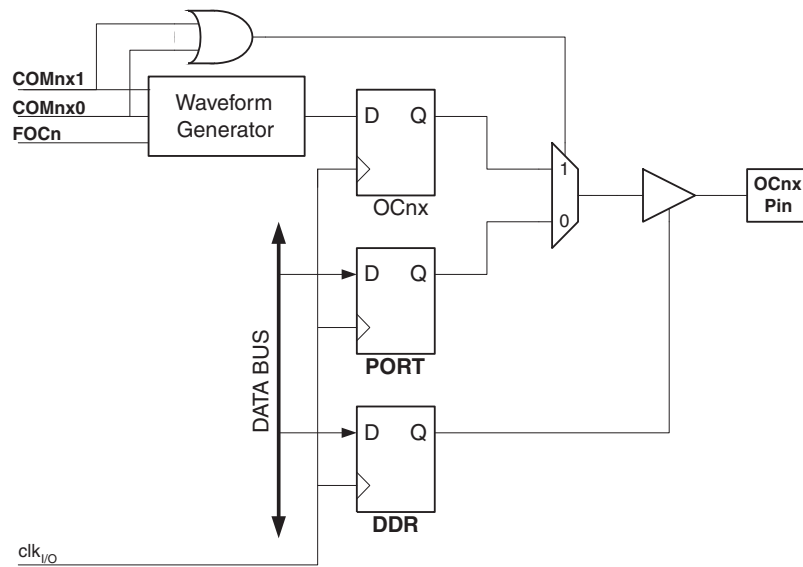 COMnx1
COMnx0
FOCn
Waveform
Generator
D Q
OCnx
1
0
OCnx
Pin
D Q
PORT
DATA BUS
D Q
DDR
clkI/O